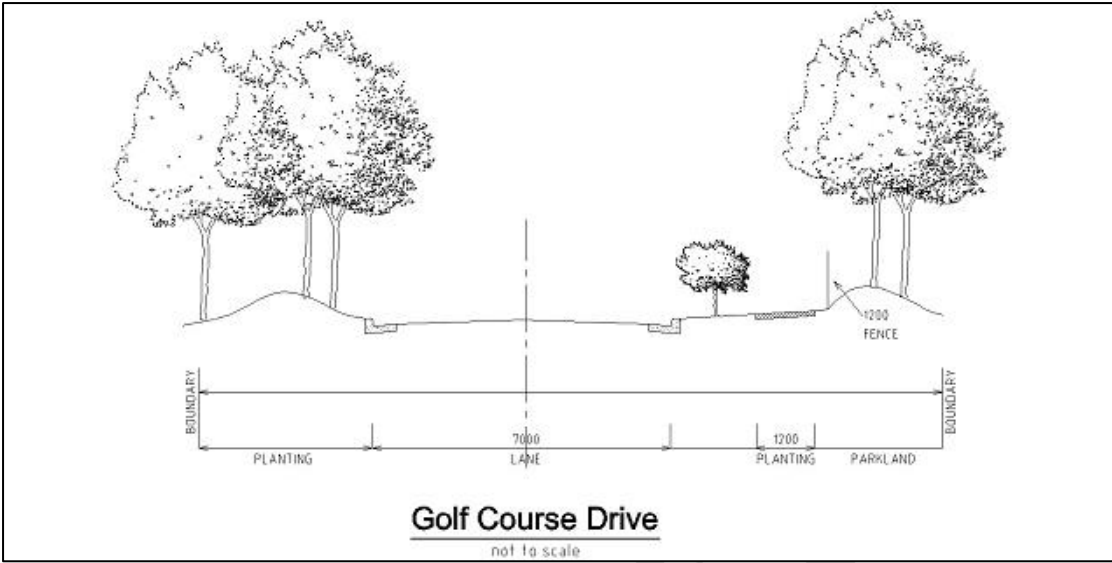 1200
FENCE
BOUNDARY
BOUNDARY
7000
1200
PLANTING
LANE
PLANTING
PARKLAND
Golf Course Drive
not to scale